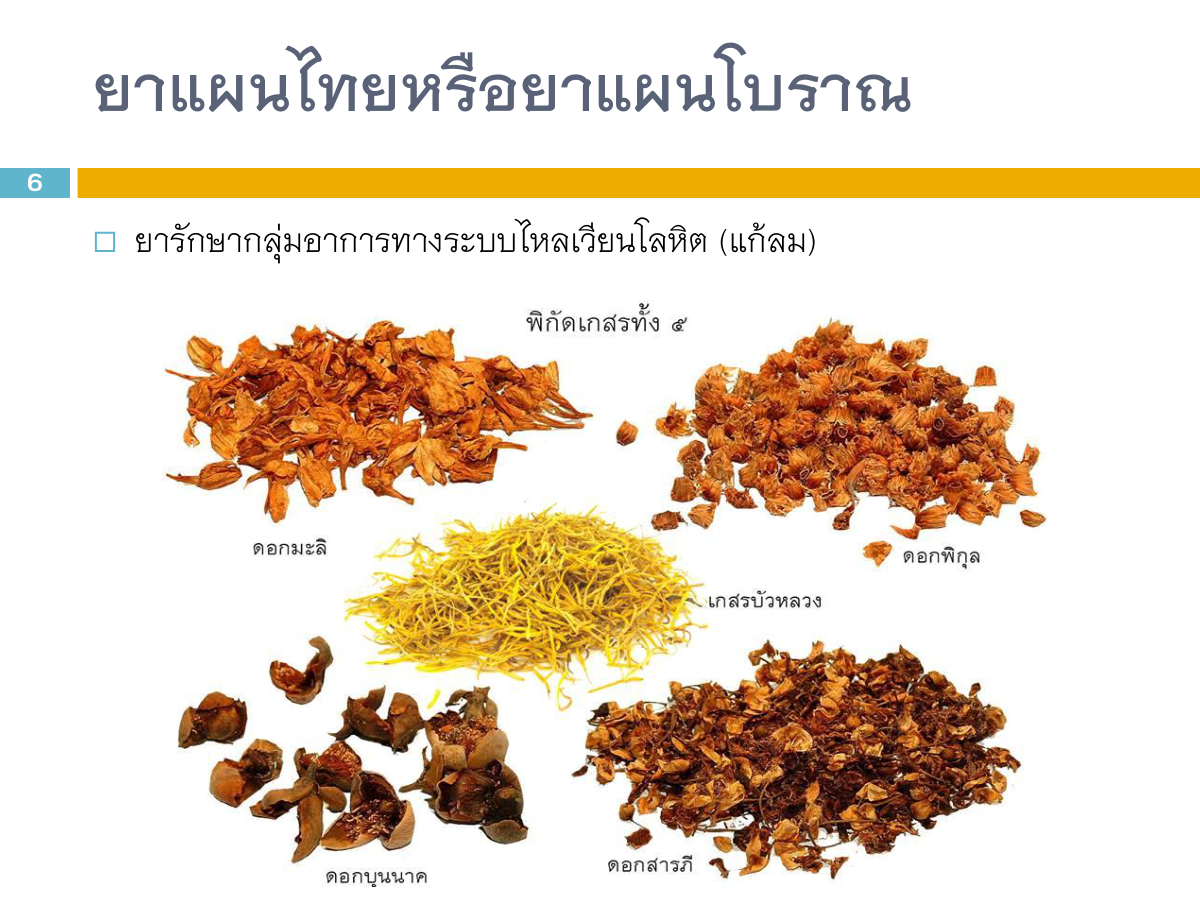 ยาแผนไทยหรือยาแผนโบราณ
6
ยารักษากลุ่มอาการทางระบบไหลเวียนโลหิต (แก้ลม)
พิกัดเกสรทั้ง ๕
ดอกมะลิ
ดอกพิกุล
เกสรบัวหลวง
ดอกสารภี
ดอกบุนนาค